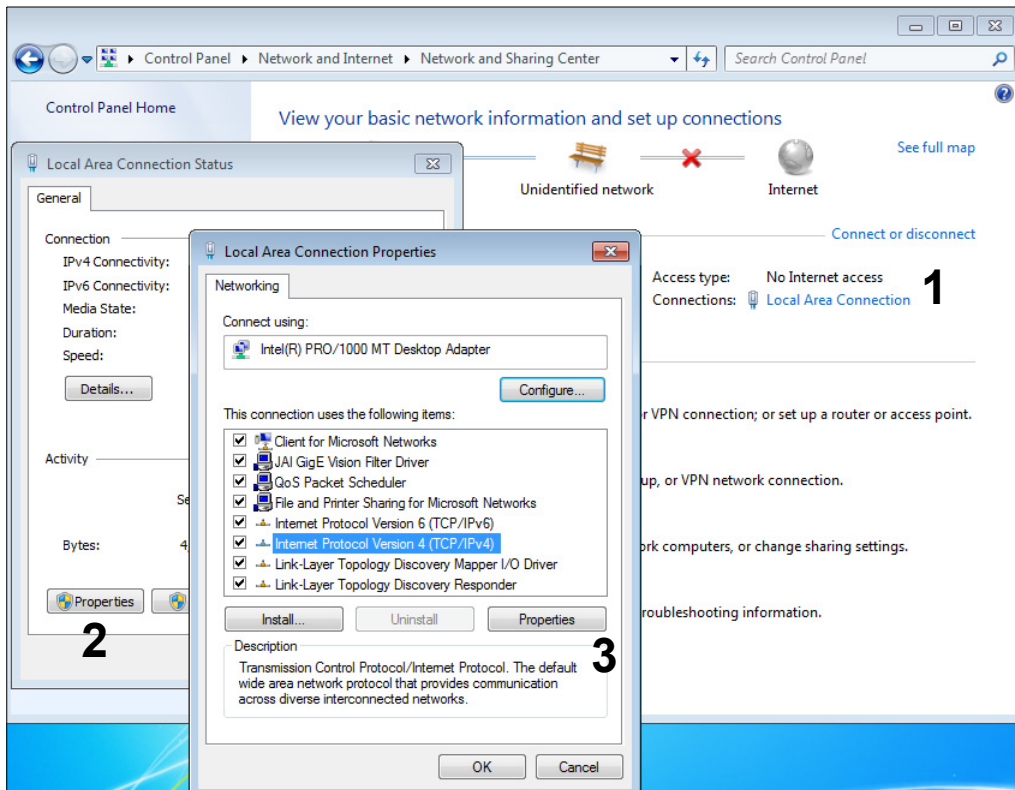 Control Panel Network and Internet Network and Sharing Center Search Control Panel
Control Panel Home
View your basic network information and set up connections
See full map
Unidentified network Internet
Connect or disconnect
Access type: No Internet access
Connections: Local Area Connection
1
or VPN connection; or set up a router or access point.
up, or VPN network connection.
computers, or change sharing settings.
troubleshooting information.
Local Area Connection Status
General
Connection
IPv4 Connectivity:
IPv6 Connectivity:
Media State:
Duration:
Speed:
Details...
Activity
Se
Bytes: 4,
Properties
2
Local Area Connection Properties
Networking
Connect using:
Intel(R) PRO/1000 MT Desktop Adapter
Configure...
This connection uses the following items:
Client for Microsoft Networks
JAI GigE Vision Filter Driver
QoS Packet Scheduler
File and Printer Sharing for Microsoft Networks
Internet Protocol Version 6 (TCP/IPv6)
Internet Protocol Version 4 (TCP/IPv4)
Link-Layer Topology Discovery Mapper I/O Driver
Link-Layer Topology Discovery Responder
Install... Uninstall Properties
3
Description
Transmission Control Protocol/Internet Protocol. The default
wide area network protocol that provides communication
across diverse interconnected networks.
OK Cancel